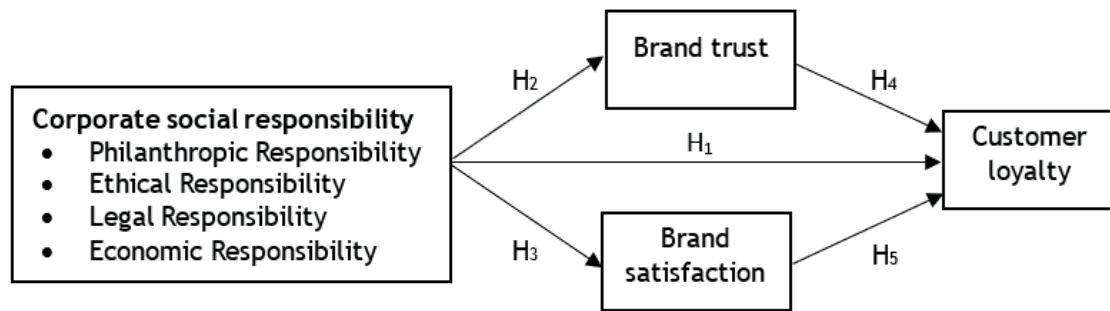 Brand trust
H2
H4
Corporate social responsibility
• Philanthropic Responsibility
• Ethical Responsibility
• Legal Responsibility
• Economic Responsibility
H1
Customer
loyalty
H3
Brand
satisfaction
H5